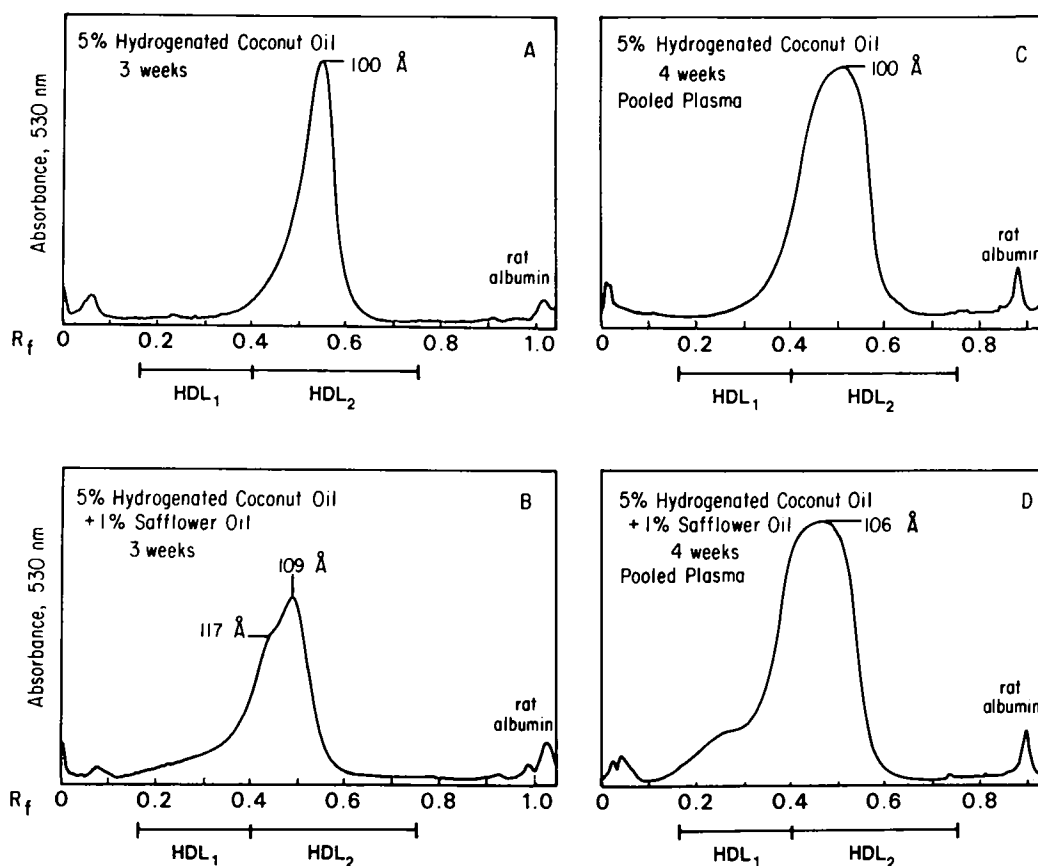 5% Hydrogenated Coconut Oil
3 weeks
A
100 Å
rat
albumin
Absorbance, 530 nm
Rf 0 0.2 0.4 0.6 0.8 1.0
HDL1 HDL2
5% Hydrogenated Coconut Oil
4 weeks
Pooled Plasma
C
100 Å
rat
albumin
0 0.2 0.4 0.6 0.8
HDL1 HDL2
5% Hydrogenated Coconut Oil
+ 1% Safflower Oil
3 weeks
B
109 Å
117 Å
rat
albumin
Absorbance, 530 nm
Rf 0 0.2 0.4 0.6 0.8 1.0
HDL1 HDL2
5% Hydrogenated Coconut Oil
+ 1% Safflower Oil
4 weeks
Pooled Plasma
D
106 Å
rat
albumin
0 0.2 0.4 0.6 0.8
HDL1 HDL2